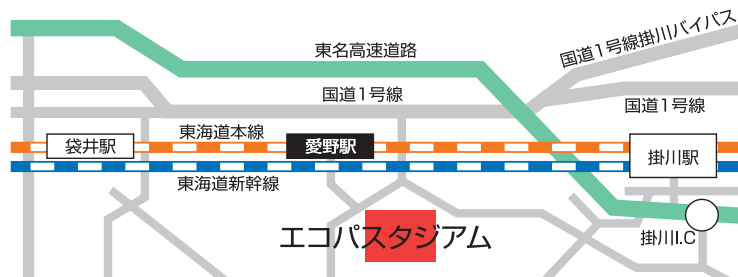 東名高速道路
国道1号線掛川バイパス
国道1号線
国道1号線
東海道本線
袋井駅
愛野駅
掛川駅
東海道新幹線
エコパスタジアム
掛川I.C